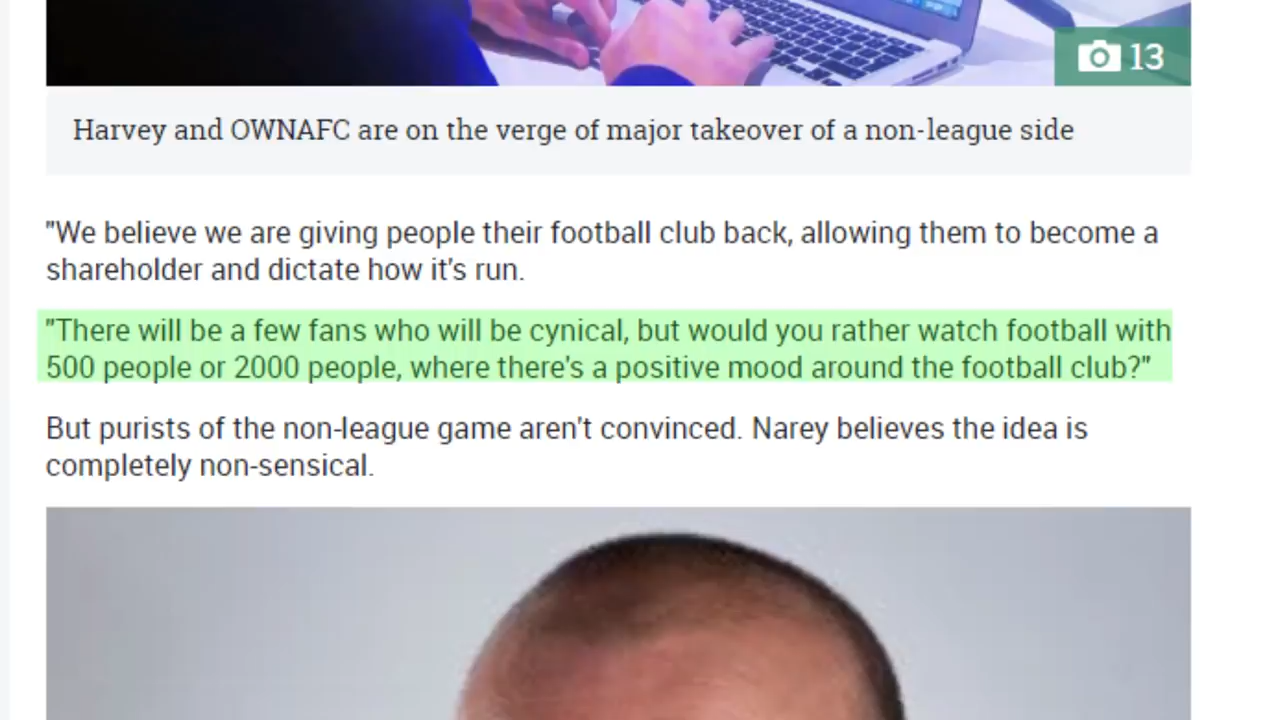 13
Harvey and OWNAFC are on the verge of major takeover of a non-league side
"We believe we are giving people their football club back, allowing them to become a
shareholder and dictate how it's run.
"There will be a few fans who will be cynical, but would you rather watch football with
500 people or 2000 people, where there's a positive mood around the football club?"
But purists of the non-league game aren't convinced. Narey believes the idea is
completely non-sensical.